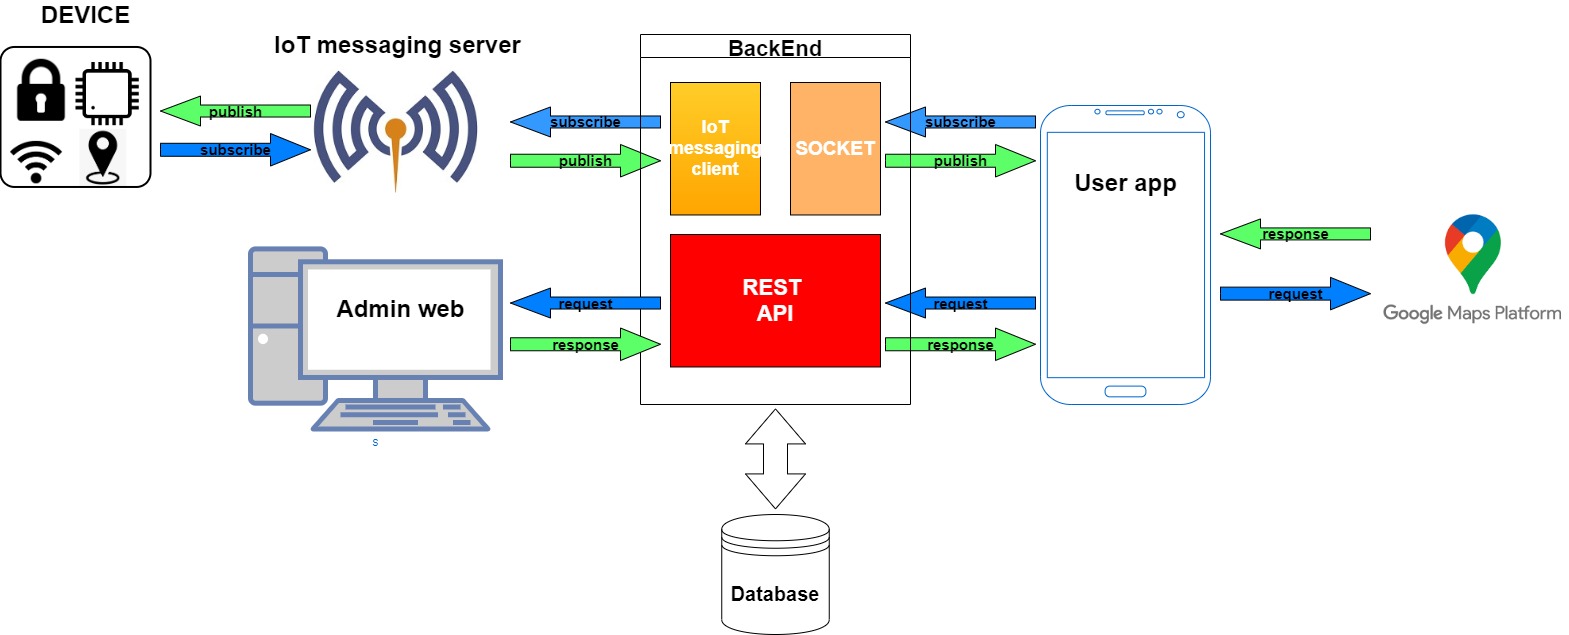 DEVICE
IoT messaging server
BackEnd
publish
subscribe
subscribe
publish
IoT
messaging
client
SOCKET
subscribe
publish
User app
response
request
Google Maps Platform
Admin web
request
response
REST
API
request
response
s
Database